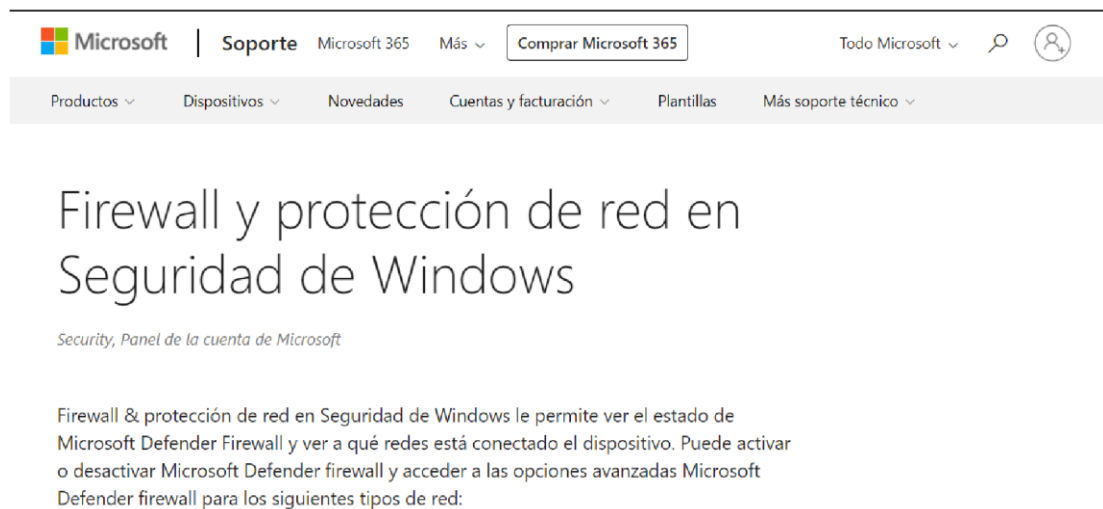 Microsoft | Soporte Microsoft 365 Más Comprar Microsoft 365 Todo Microsoft
Productos Dispositivos Novedades Cuentas y facturación Plantillas Más soporte técnico
Firewall y protección de red en
Seguridad de Windows
Security, Panel de la cuenta de Microsoft
Firewall & protección de red en Seguridad de Windows le permite ver el estado de
Microsoft Defender Firewall y ver a qué redes está conectado el dispositivo. Puede activar
o desactivar Microsoft Defender firewall y acceder a las opciones avanzadas Microsoft
Defender firewall para los siguientes tipos de red: